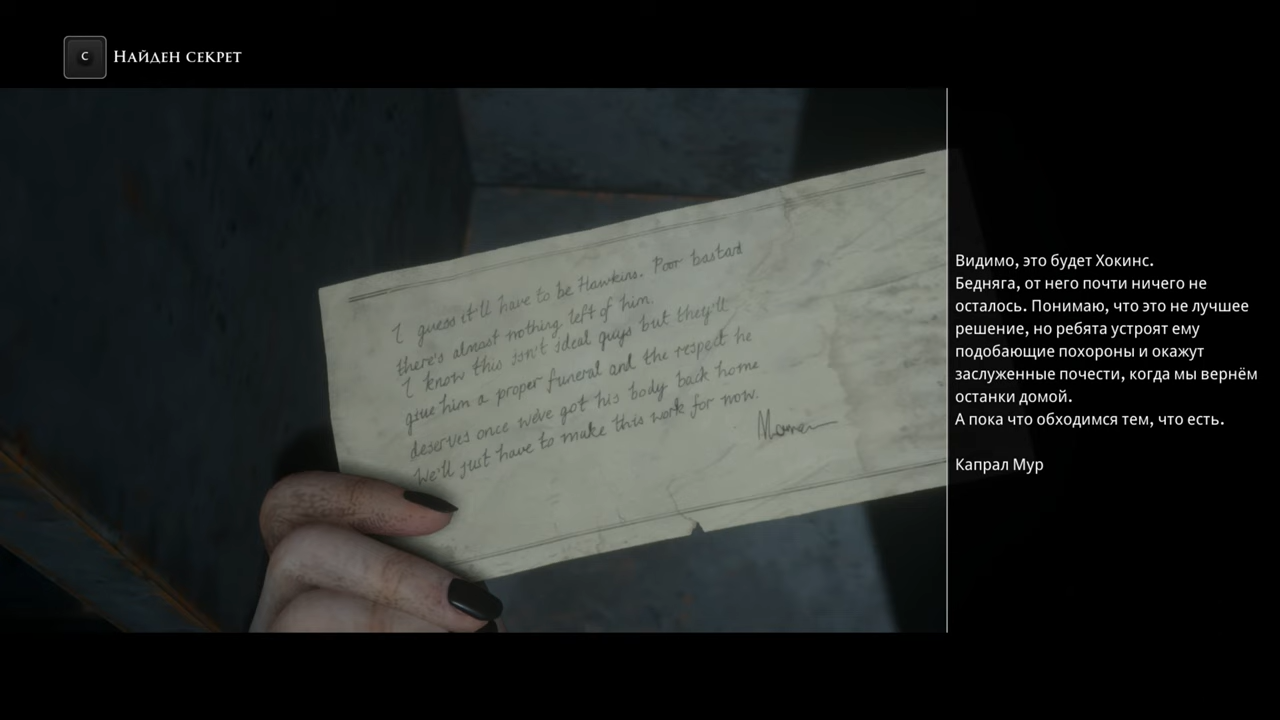 C
Найден секрет
I guess it'll have to be Hawkins. Poor bastard
there's almost nothing left of him.
I know this isn't ideal guys but they'll
give him a proper funeral and the respect he
deserves once we've got his body back home
We'll just have to make this work for now.
Видимо, это будет Хокинс.
Бедняга, от него почти ничего не
осталось. Понимаю, что это не лучшее
решение, но ребята устроят ему
подобающие похороны и окажут
заслуженные почести, когда мы вернём
останки домой.
А пока что обходимся тем, что есть.
Капрал Мур